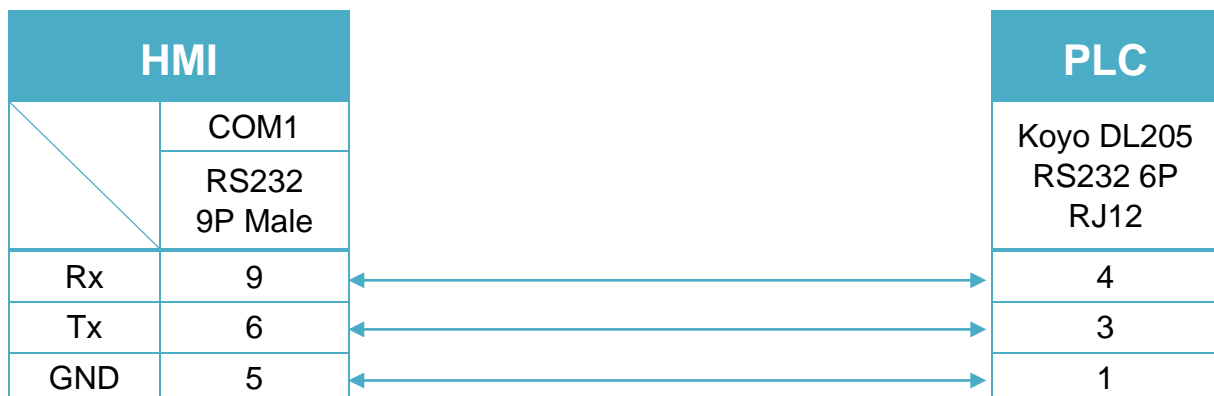 HMI
PLC
COM1
RS232
9P Male
Koyo DL205
RS232 6P
RJ12
Rx 9 4
Tx 6 3
GND 5 1